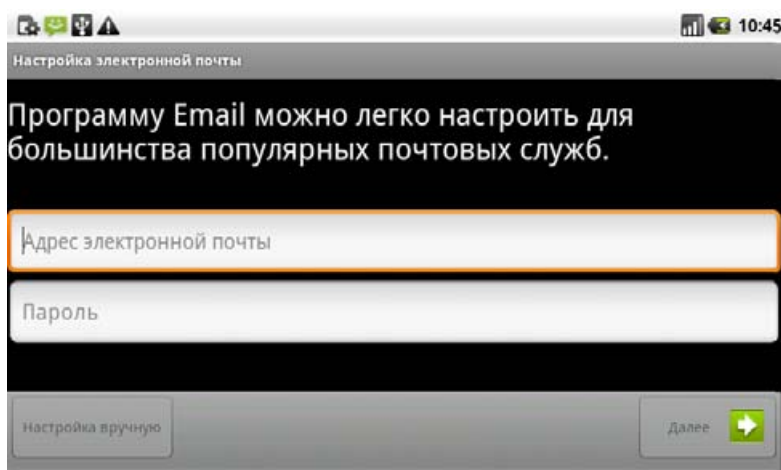 10:45
Настройка электронной почты
Программу Email можно легко настроить для
большинства популярных почтовых служб.
Адрес электронной почты
Пароль
Настройка вручную
Далее